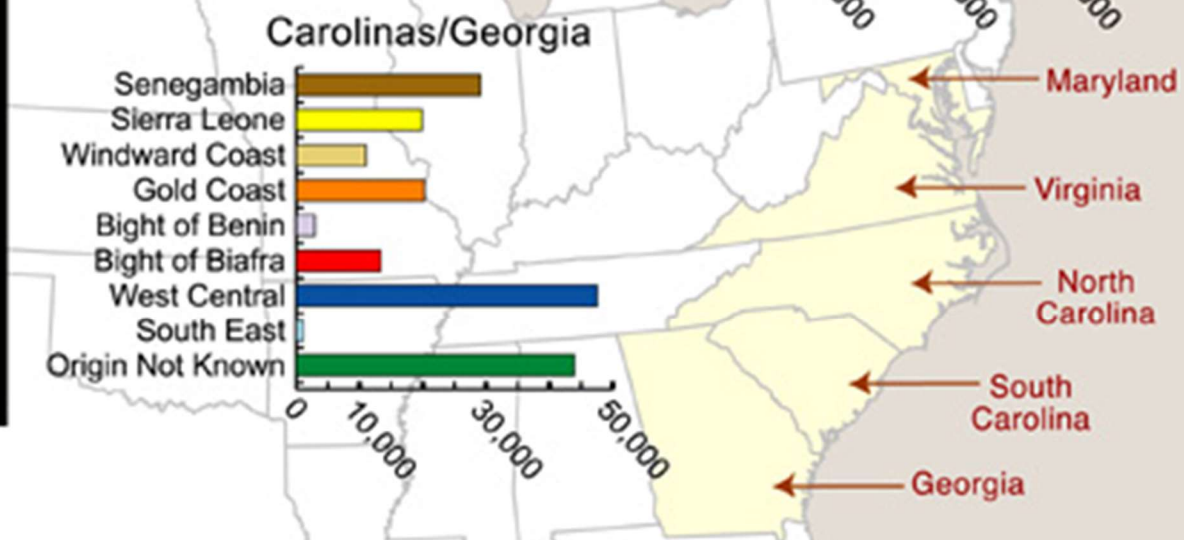 Carolinas/Georgia
Senegambia
Sierra Leone
Windward Coast
Gold Coast
Bight of Benin
Bight of Biafra
West Central
South East
Origin Not Known
0
10,000
30,000
50,000
Maryland
Virginia
North
Carolina
South
Carolina
Georgia